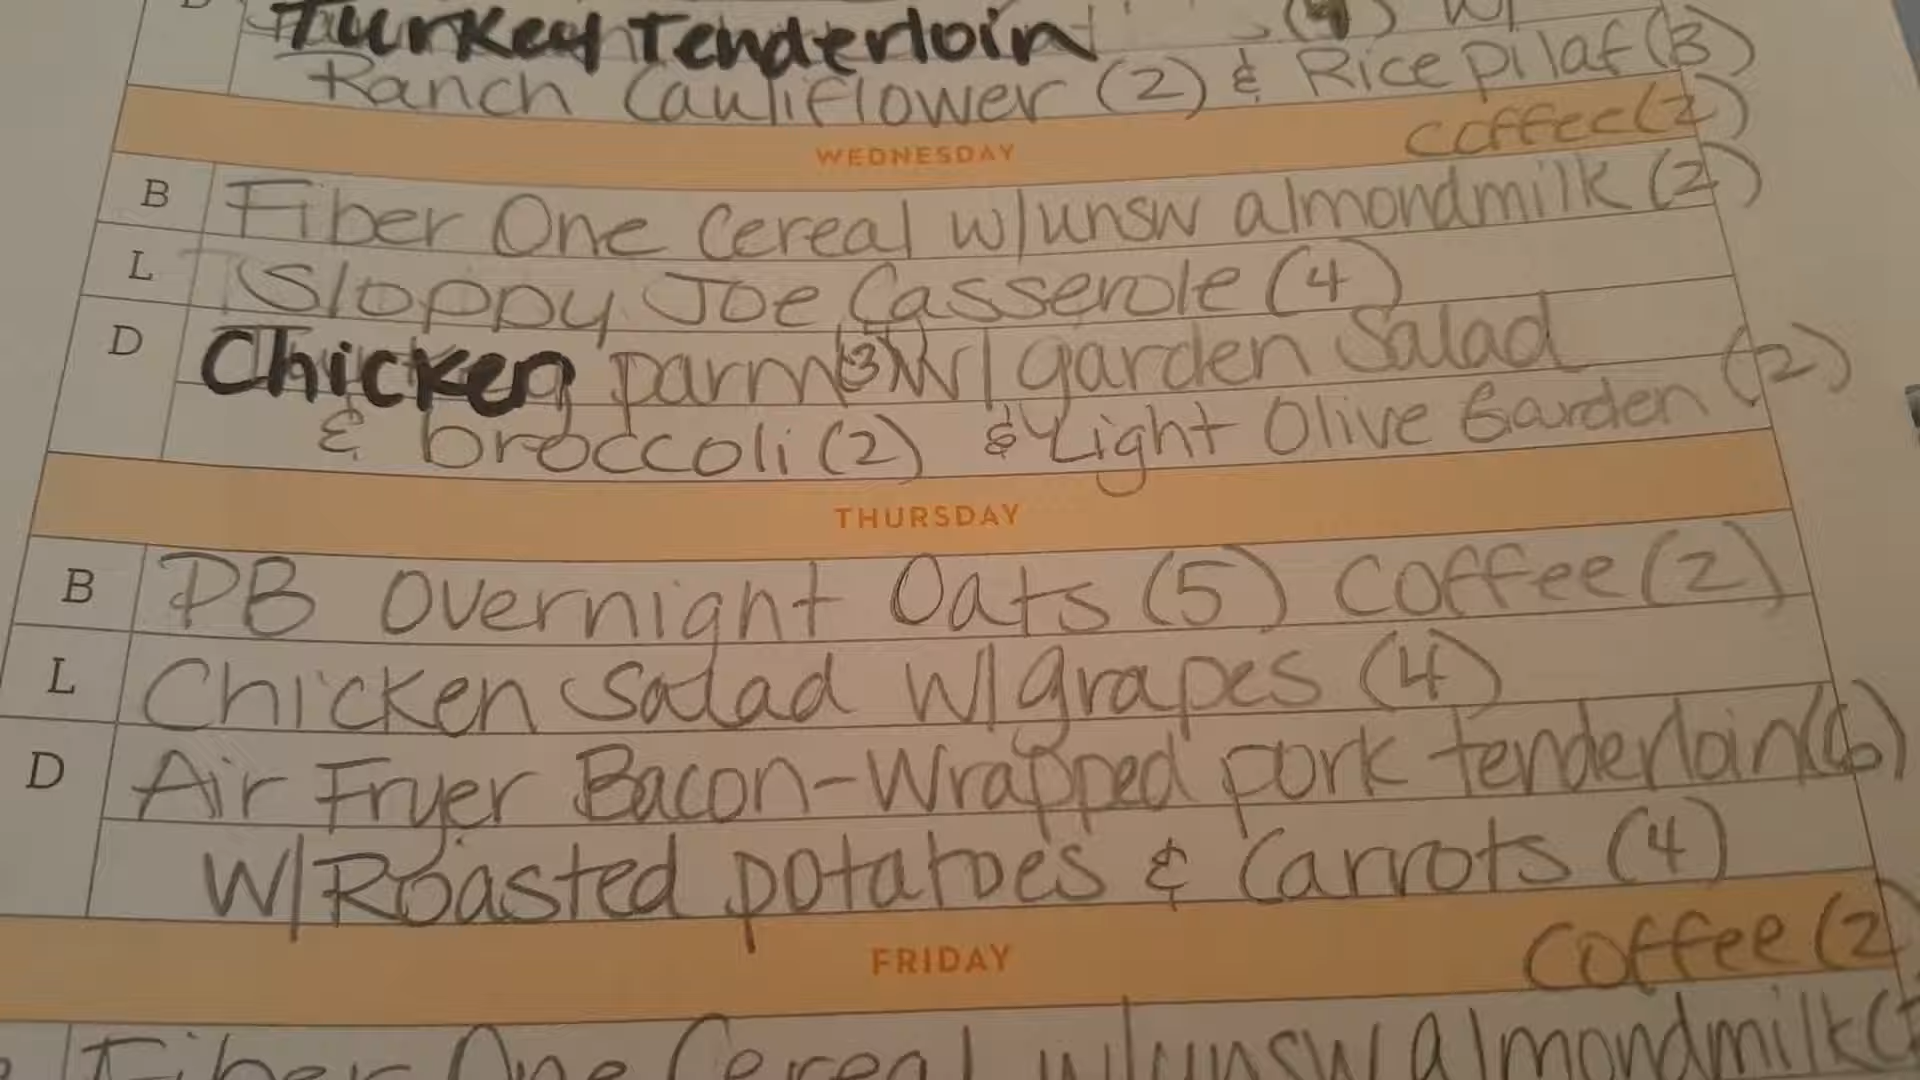 D Turkey Tenderloin (4) w/
Ranch Cauliflower (2) & Rice pilaf (3)
WEDNESDAY coffee (2)
B Fiber One Cereal w/unsw almondmilk (2)
L Sloppy Joe Casserole (4)
D Chicken parm (3) w/ garden Salad
& broccoli (2) & Light Olive Garden (2)
THURSDAY
B PB Overnight Oats (5) Coffee (2)
L Chicken Salad w/grapes (4)
D Air Fryer Bacon-Wrapped pork tenderloin (6)
w/Roasted potatoes & Carrots (4)
FRIDAY Coffee (2)
Fiber One Cereal w/unsw almondmilk (